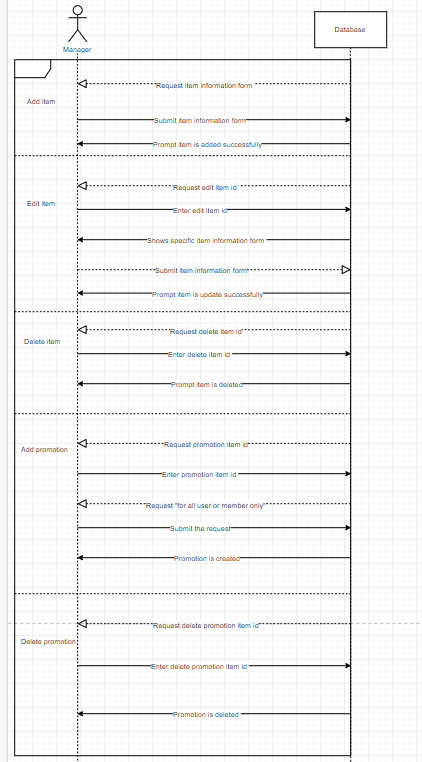 Manager
Database
Request item information form
Add item
Submit item information form
Prompt item is added successfully
Request edit item id
Edit item
Enter edit item id
Shows specific item information form
Submit item information form
Prompt item is update successfully
Request delete item id
Delete item
Enter delete item id
Prompt item is deleted
Request promotion item id
Add promotion
Enter promotion item id
Request "for all user or member only"
Submit the request
Promotion is created
Request delete promotion item id
Delete promotion
Enter delete promotion item id
Promotion is deleted